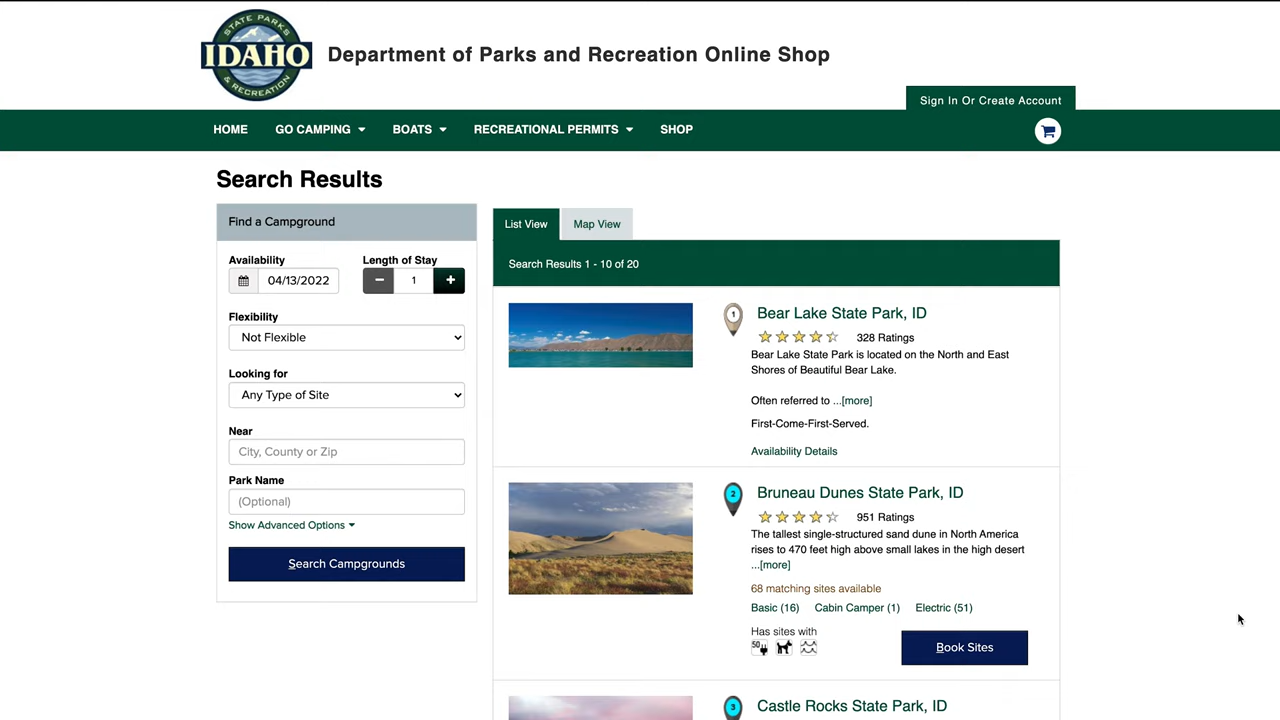 STATE PARKS
IDAHO
& RECREATION
Department of Parks and Recreation Online Shop
Sign In Or Create Account
HOME GO CAMPING BOATS RECREATIONAL PERMITS SHOP
Search Results
Find a Campground
Availability Length of Stay
04/13/2022 − 1 +
Flexibility
Not Flexible
Looking for
Any Type of Site
Near
City, County or Zip
Park Name
(Optional)
Show Advanced Options
Search Campgrounds
List View Map View
Search Results 1 - 10 of 20
1 Bear Lake State Park, ID
328 Ratings
Bear Lake State Park is located on the North and East
Shores of Beautiful Bear Lake.
Often referred to ...[more]
First-Come-First-Served.
Availability Details
2 Bruneau Dunes State Park, ID
951 Ratings
The tallest single-structured sand dune in North America
rises to 470 feet high above small lakes in the high desert
...[more]
68 matching sites available
Basic (16) Cabin Camper (1) Electric (51)
Has sites with
50
Book Sites
3 Castle Rocks State Park, ID